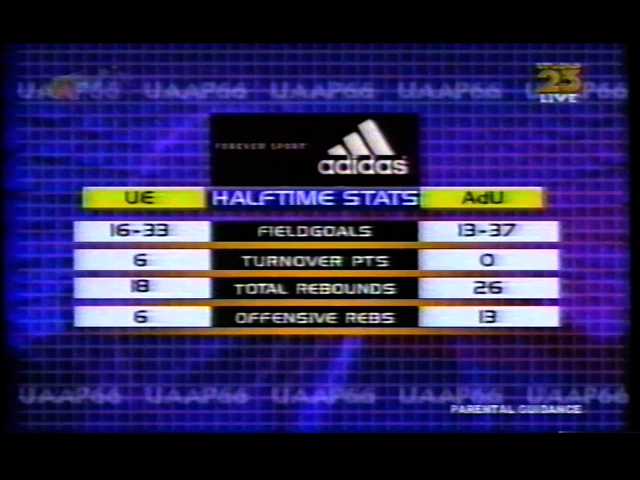 UAAP66 UAAP66 UAAP66 UAAP66 UAAP66
23
LIVE
FOREVER SPORT
adidas
UE HALFTIME STATS AdU
16-33 FIELDGOALS 13-37
6 TURNOVER PTS 0
18 TOTAL REBOUNDS 26
6 OFFENSIVE REBS 13
UAAP66 UAAP66 UAAP66 UAAP66 UAAP66
PARENTAL GUIDANCE